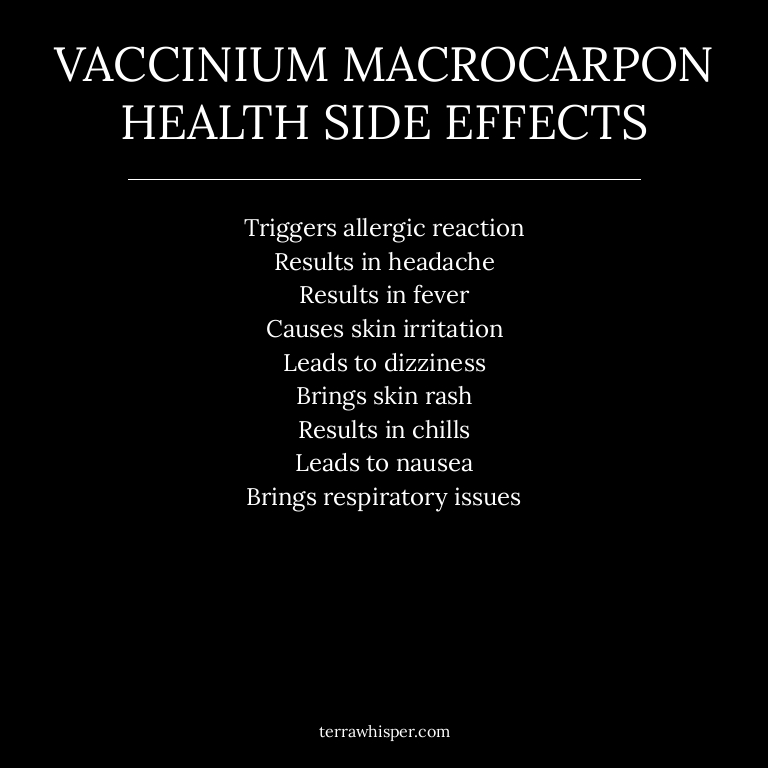 VACCINIUM MACROCARPON
HEALTH SIDE EFFECTS
Triggers allergic reaction
Results in headache
Results in fever
Causes skin irritation
Leads to dizziness
Brings skin rash
Results in chills
Leads to nausea
Brings respiratory issues
terrawhisper.com